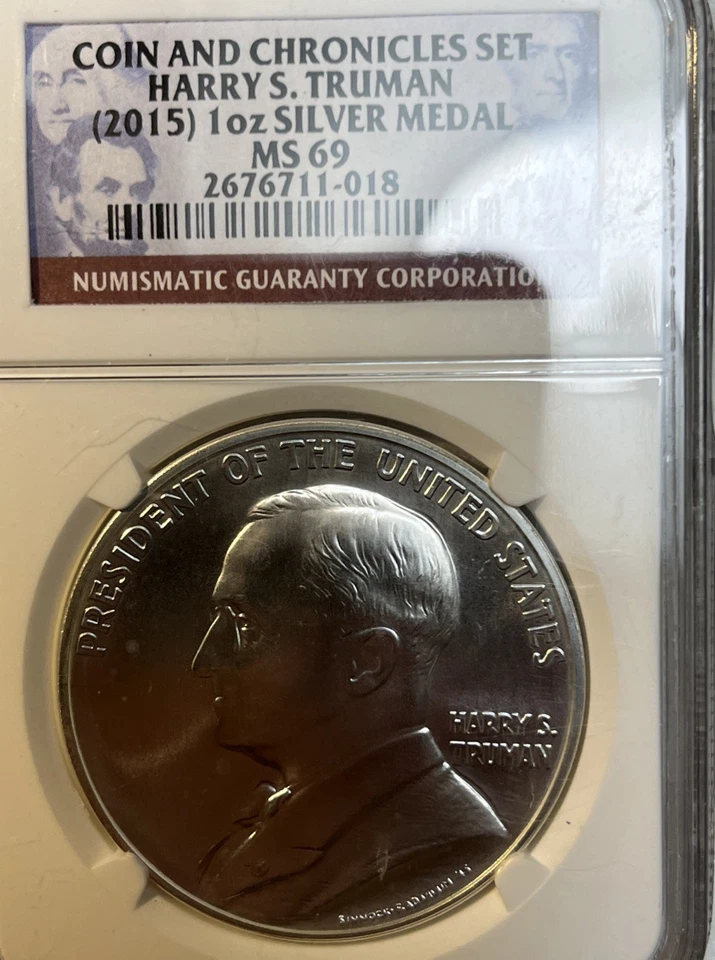 COIN AND CHRONICLES SET
HARRY S. TRUMAN
(2015) 1oz SILVER MEDAL
MS 69
2676711-018
NUMISMATIC GUARANTY CORPORATION
PRESIDENT OF THE UNITED STATES
HARRY S.
TRUMAN